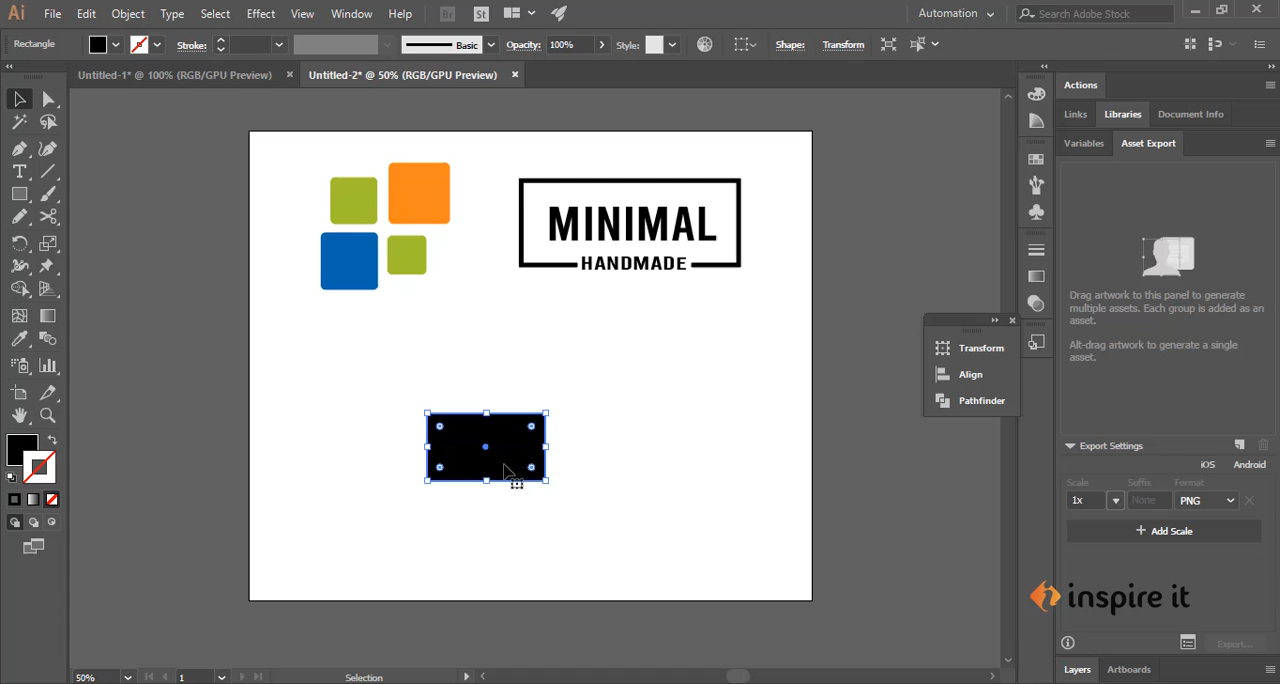 Ai File Edit Object Type Select Effect View Window Help Br St Automation Search Adobe Stock
Rectangle Stroke: Basic Opacity: 100% Style: Shape: Transform
Untitled-1* @ 100% (RGB/GPU Preview) Untitled-2* @ 50% (RGB/GPU Preview)
Actions
Links Libraries Document Info
Variables Asset Export
MINIMAL
HANDMADE
Drag artwork to this panel to generate
multiple assets. Each group is added as an
asset.
Alt-drag artwork to generate a single
asset.
Transform
Align
Pathfinder
Export Settings
iOS Android
Scale Suffix Format
1x None PNG
+ Add Scale
inspire it
Export...
Layers Artboards
50% 1 Selection